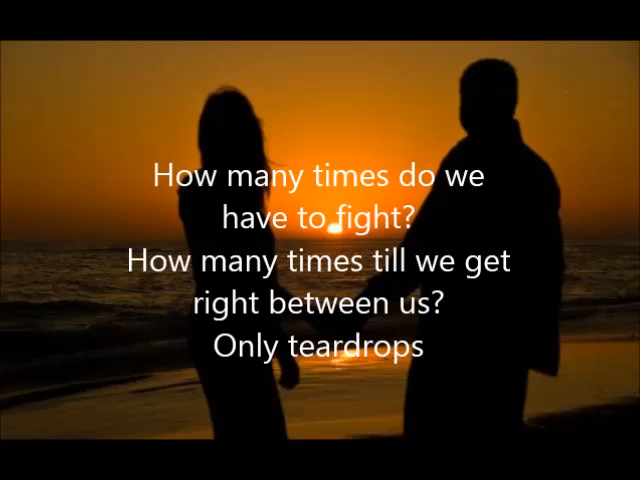 How many times do we
have to fight?
How many times till we get
right between us?
Only teardrops